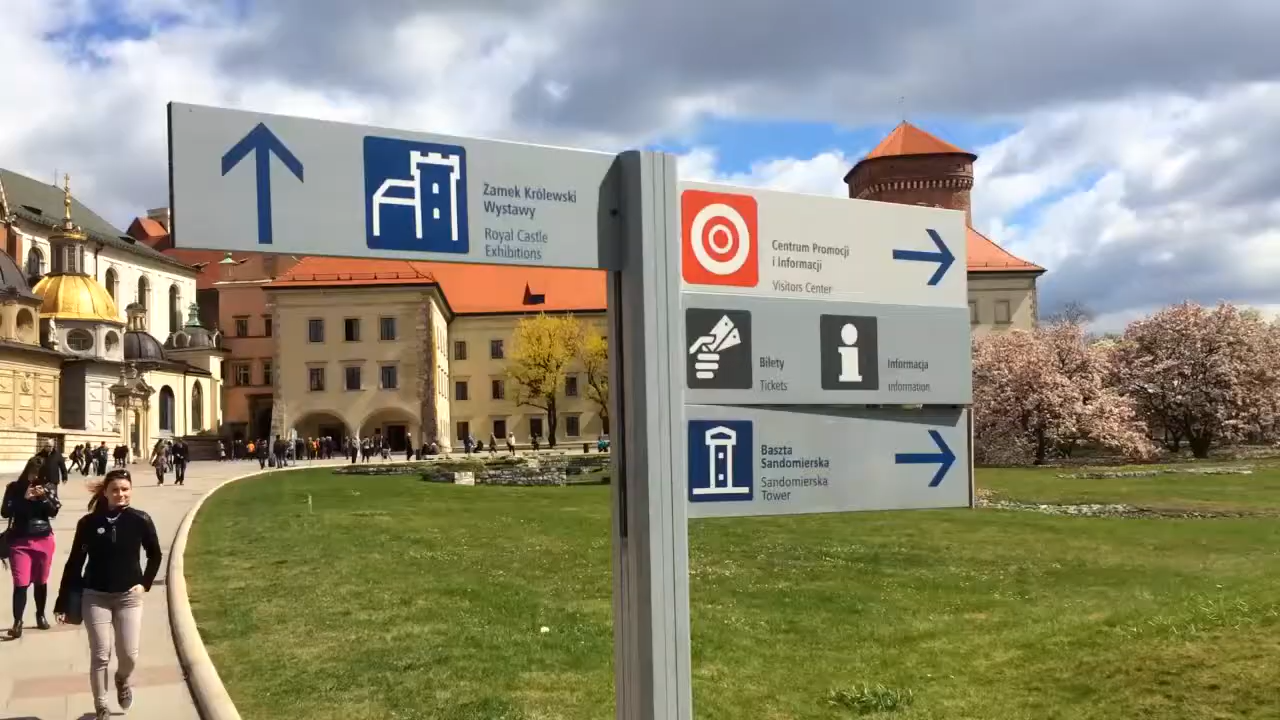 Zamek Królewski
Wystawy
Royal Castle
Exhibitions
Centrum Promocji
i Informacji
Visitors Center
Bilety
Tickets
Informacja
information
Baszta
Sandomierska
Sandomierska
Tower